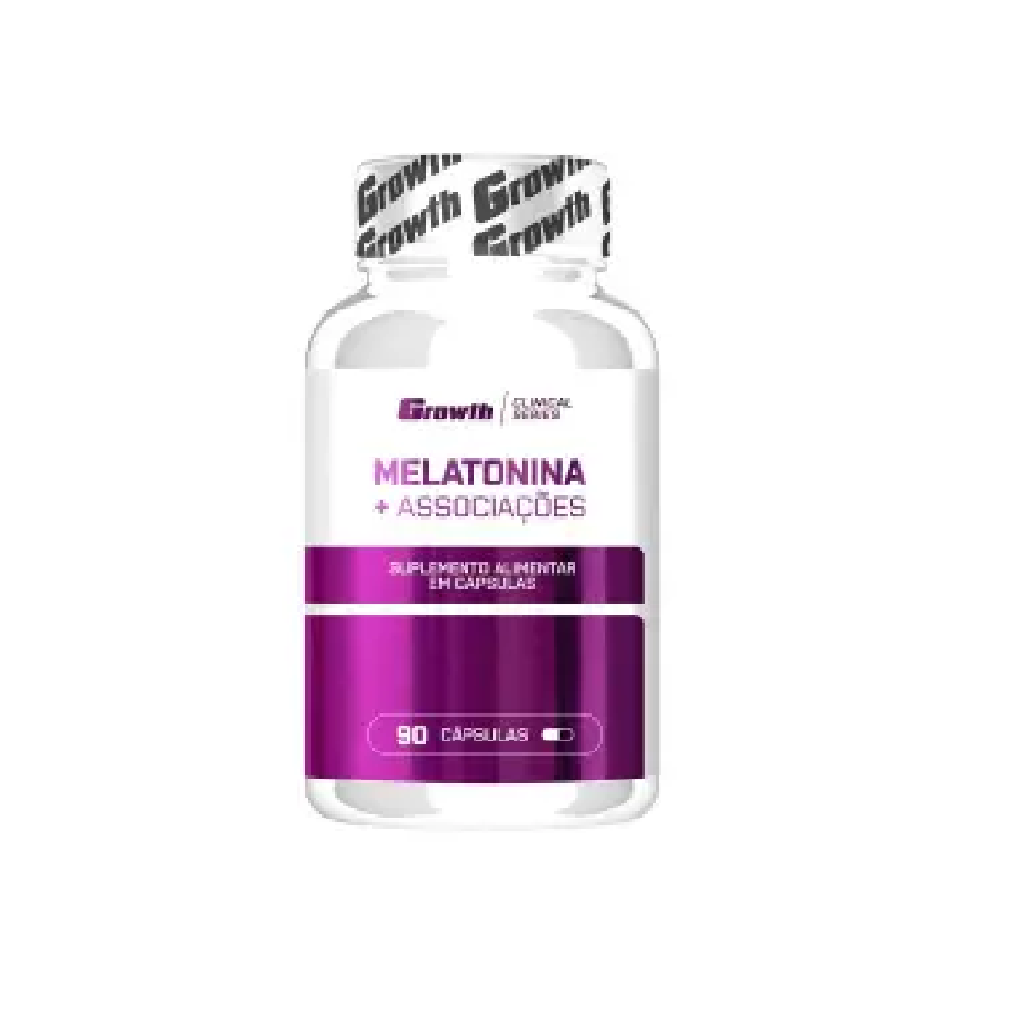 Growth Growth
Growth Growth
Growth | CLINICAL
SERIES
MELATONINA
+ ASSOCIAÇÕES
SUPLEMENTO ALIMENTAR
EM CÁPSULAS
90 CÁPSULAS